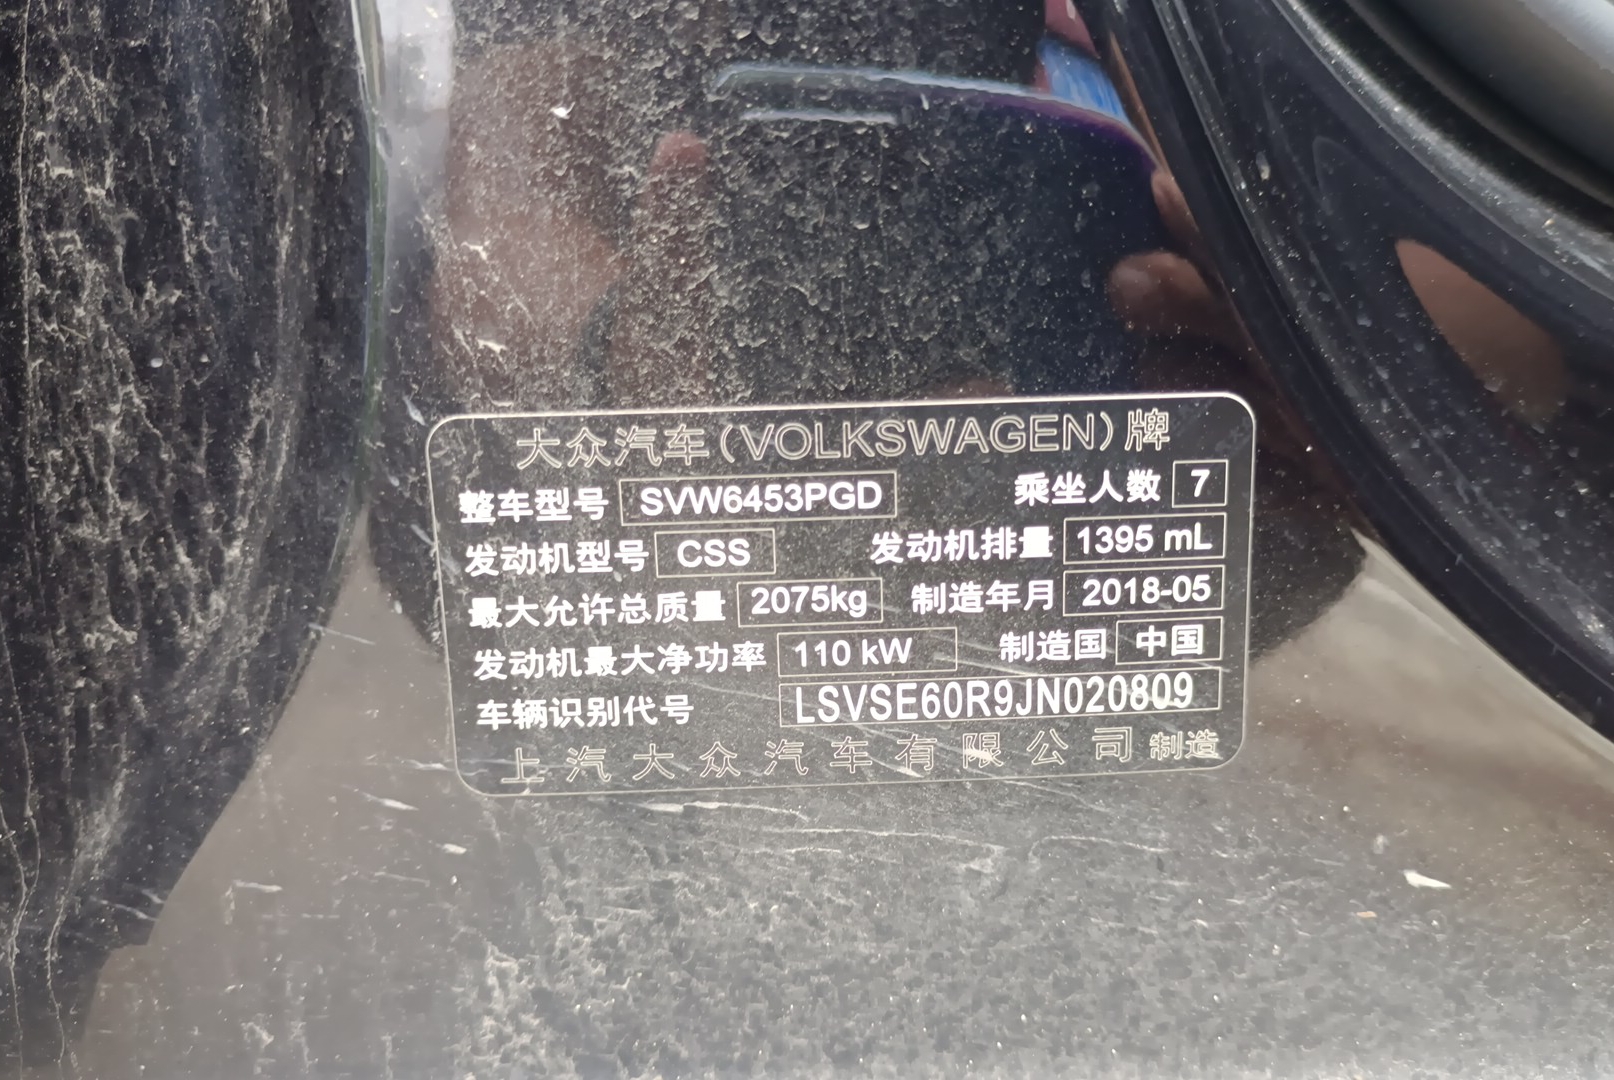 大众汽车(VOLKSWAGEN)牌
整车型号 SVW6453PGD 乘坐人数 7
发动机型号 CSS 发动机排量 1395 mL
最大允许总质量 2075kg 制造年月 2018-05
发动机最大净功率 110 kW 制造国 中国
车辆识别代号 LSVSE60R9JN020809
上汽大众汽车有限公司制造